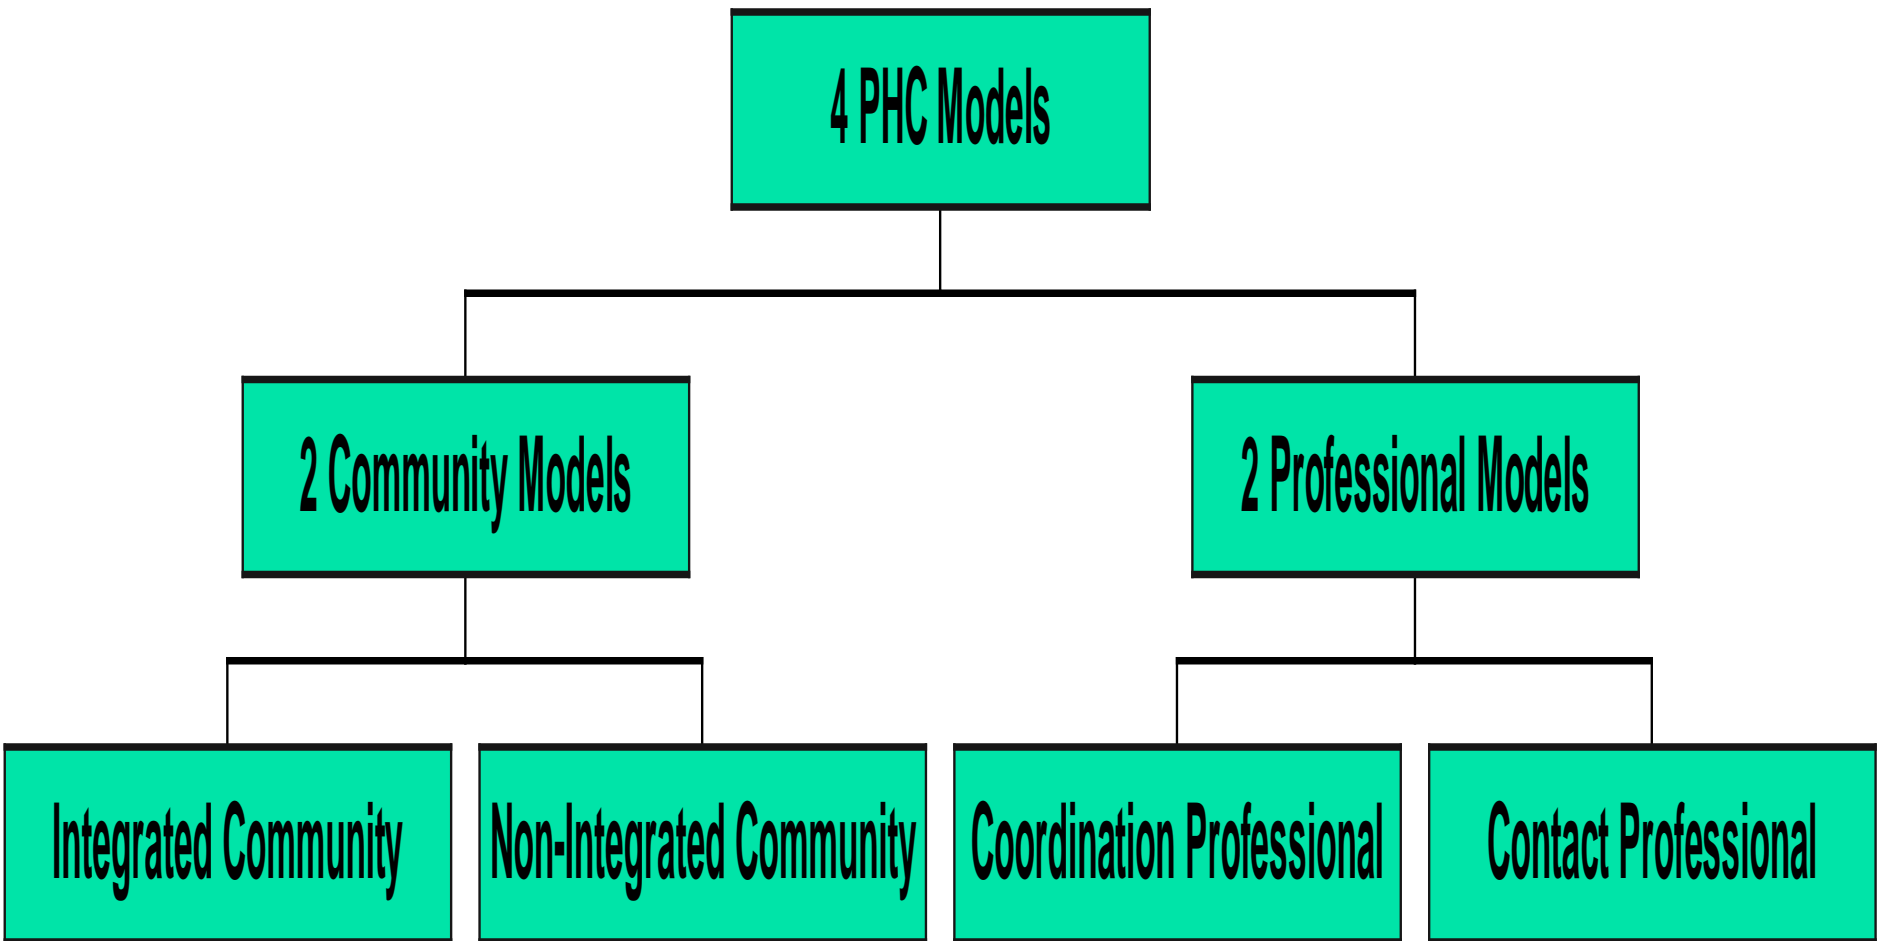 4 PHC Models
2 Community Models
2 Professional Models
Integrated Community
Non-Integrated Community
Coordination Professional
Contact Professional